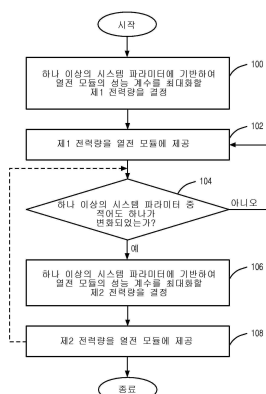 시작
하나 이상의 시스템 파라미터에 기반하여
열전 모듈의 성능 계수를 최대화할
제1 전력량을 결정
100
제1 전력량을 열전 모듈에 제공
102
104
하나 이상의 시스템 파라미터 중
적어도 하나가
변화되었는가?
아니오
예
하나 이상의 시스템 파라미터에 기반하여
열전 모듈의 성능 계수를 최대화할
제2 전력량을 결정
106
제2 전력량을 열전 모듈에 제공
108
종료